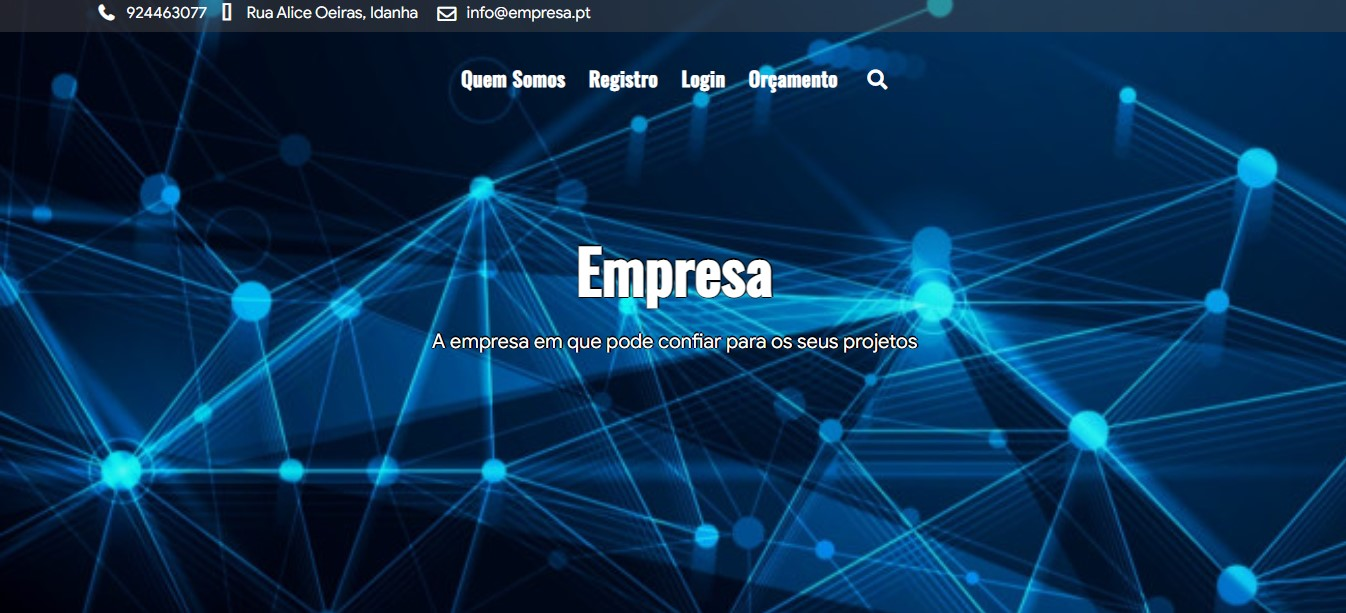 924463077 Rua Alice Oeiras, Idanha info@empresa.pt
Quem Somos Registro Login Orçamento
Empresa
A empresa em que pode confiar para os seus projetos